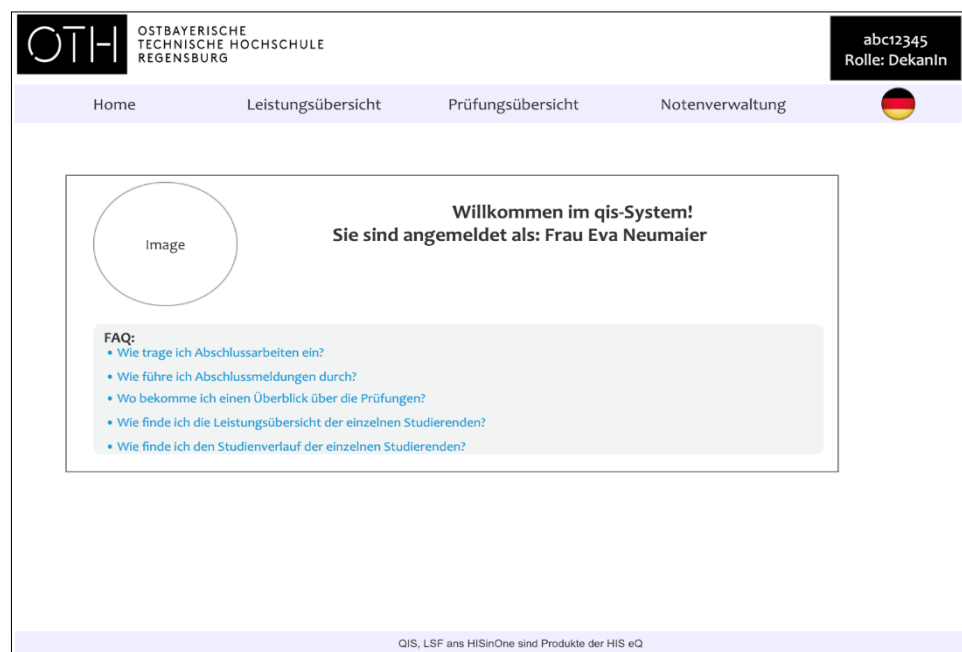 OTH
OSTBAYERISCHE
TECHNISCHE HOCHSCHULE
REGENSBURG
abc12345
Rolle: DekanIn
Home Leistungsübersicht Prüfungsübersicht Notenverwaltung
Image
Willkommen im qis-System!
Sie sind angemeldet als: Frau Eva Neumaier
FAQ:
• Wie trage ich Abschlussarbeiten ein?
• Wie führe ich Abschlussmeldungen durch?
• Wo bekomme ich einen Überblick über die Prüfungen?
• Wie finde ich die Leistungsübersicht der einzelnen Studierenden?
• Wie finde ich den Studienverlauf der einzelnen Studierenden?
QIS, LSF ans HISinOne sind Produkte der HIS eQ